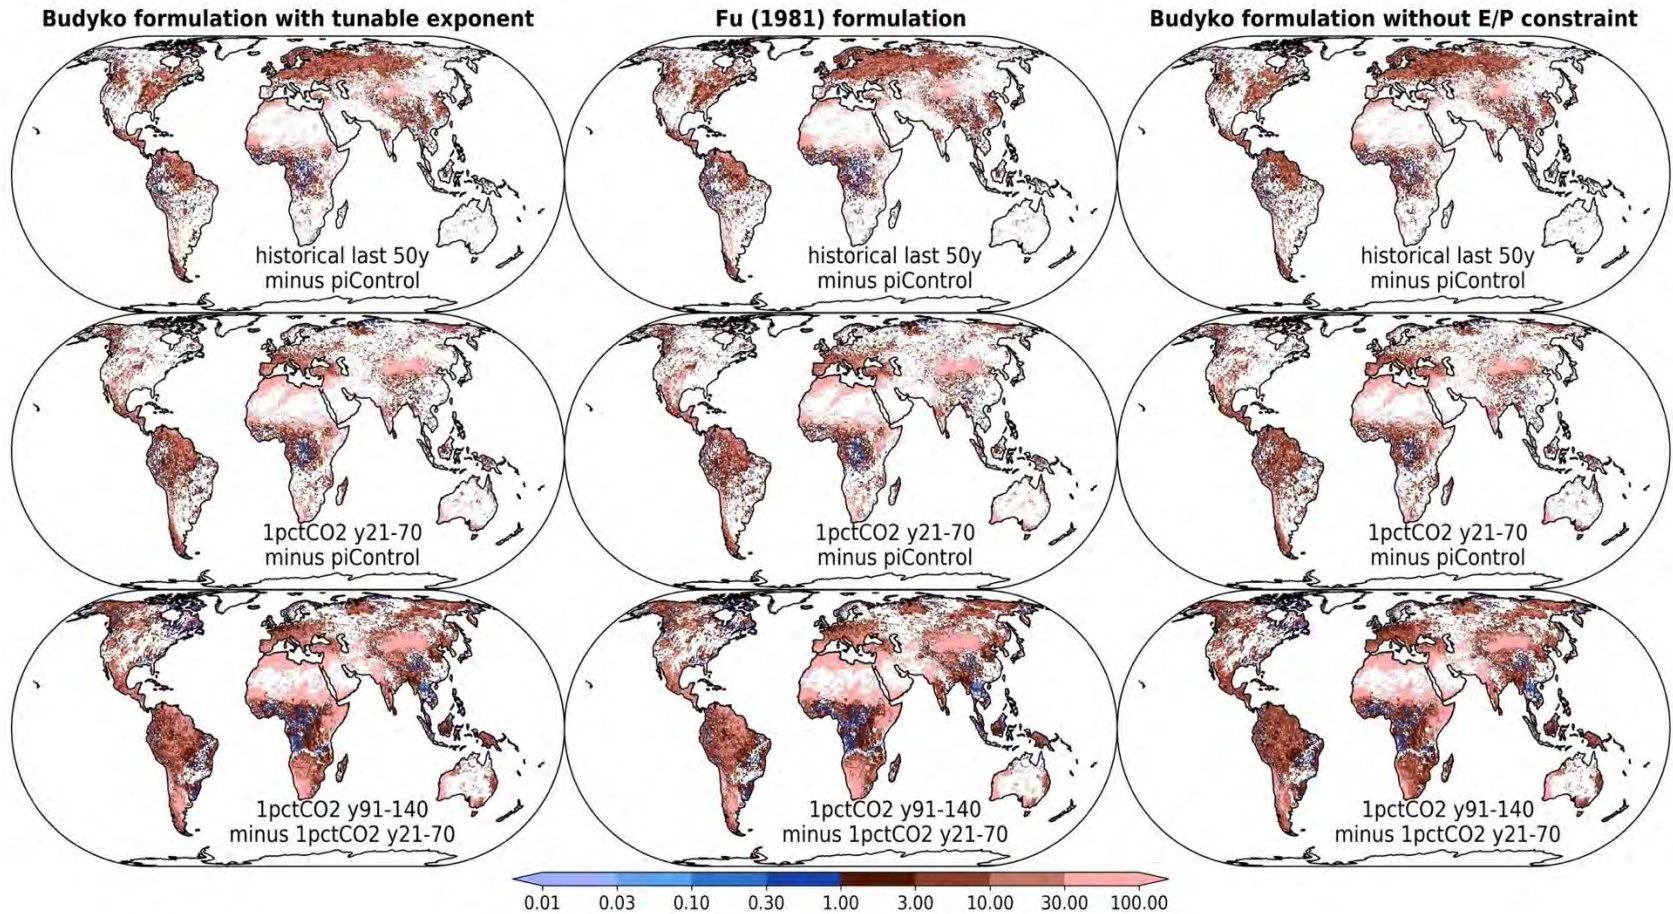 Budyko formulation with tunable exponent
Fu (1981) formulation
Budyko formulation without E/P constraint
historical last 50y
minus piControl
historical last 50y
minus piControl
historical last 50y
minus piControl
1pctCO2 y21-70
minus piControl
1pctCO2 y21-70
minus piControl
1pctCO2 y21-70
minus piControl
1pctCO2 y91-140
minus 1pctCO2 y21-70
1pctCO2 y91-140
minus 1pctCO2 y21-70
1pctCO2 y91-140
minus 1pctCO2 y21-70
0.01 0.03 0.10 0.30 1.00 3.00 10.00 30.00 100.00